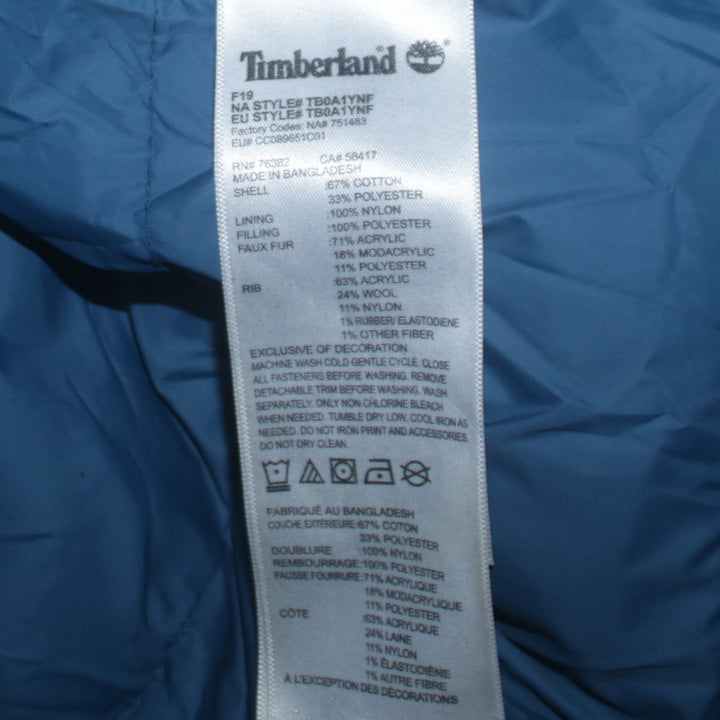 Timberland
F19
NA STYLE# TB0A1YNF
EU STYLE# TB0A1YNF
Factory Codes: NA# 751483
EU# CC089651C01
RN# 76382 CA# 58417
MADE IN BANGLADESH
SHELL :67% COTTON
33% POLYESTER
LINING :100% NYLON
FILLING :100% POLYESTER
FAUX FUR :71% ACRYLIC
18% MODACRYLIC
11% POLYESTER
RIB :63% ACRYLIC
24% WOOL
11% NYLON
1% RUBBER/ ELASTODIENE
1% OTHER FIBER
EXCLUSIVE OF DECORATION
MACHINE WASH COLD GENTLE CYCLE. CLOSE
ALL FASTENERS BEFORE WASHING. REMOVE
DETACHABLE TRIM BEFORE WASHING. WASH
SEPARATELY. ONLY NON CHLORINE BLEACH
WHEN NEEDED. TUMBLE DRY LOW. COOL IRON AS
NEEDED. DO NOT IRON PRINT AND ACCESSORIES.
DO NOT DRY CLEAN.
FABRIQUÉ AU BANGLADESH
COUCHE EXTÉRIEURE:67% COTON
33% POLYESTER
DOUBLURE :100% NYLON
REMBOURRAGE:100% POLYESTER
FAUSSE FOURRURE:71% ACRYLIQUE
18% MODACRYLIQUE
11% POLYESTER
CÔTE :63% ACRYLIQUE
24% LAINE
11% NYLON
1% ÉLASTODIÈNE
1% AUTRE FIBRE
À L'EXCEPTION DES DÉCORATIONS